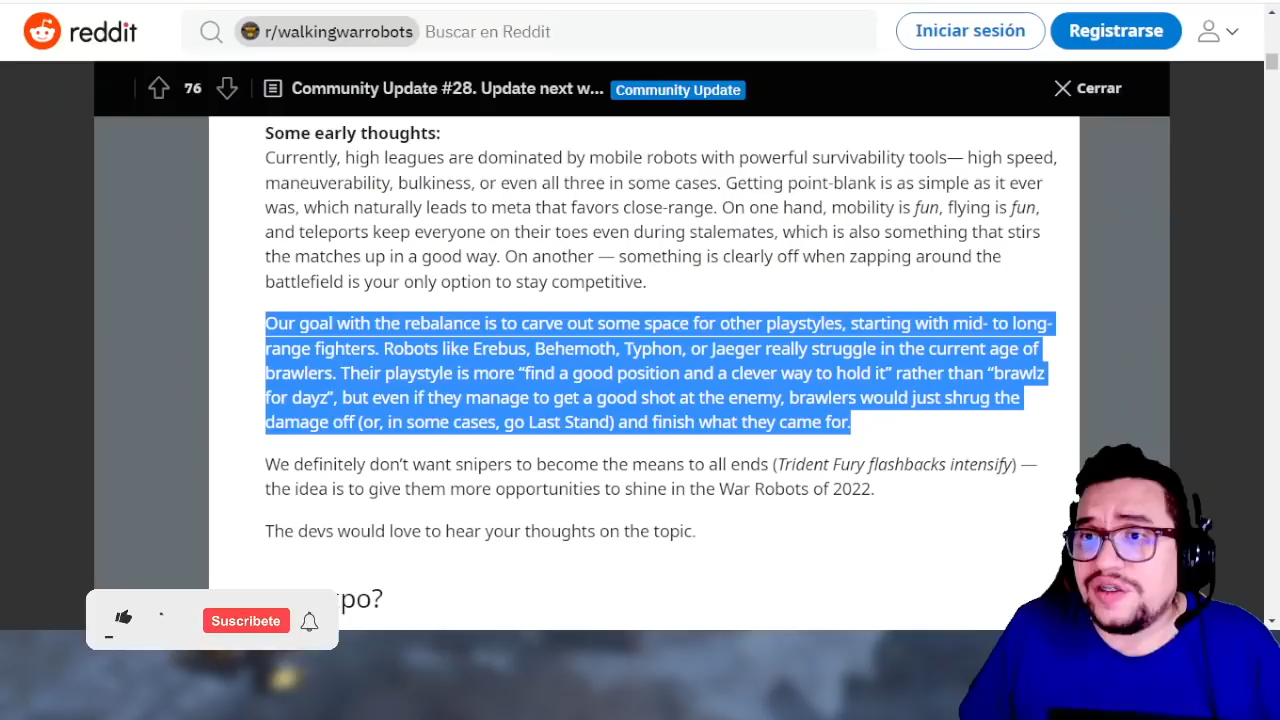 reddit
r/walkingwarrobots
Buscar en Reddit
Iniciar sesión
Registrarse
76
Community Update #28. Update next w...
Community Update
Cerrar
Some early thoughts:
Currently, high leagues are dominated by mobile robots with powerful survivability tools— high speed,
maneuverability, bulkiness, or even all three in some cases. Getting point-blank is as simple as it ever
was, which naturally leads to meta that favors close-range. On one hand, mobility is fun, flying is fun,
and teleports keep everyone on their toes even during stalemates, which is also something that stirs
the matches up in a good way. On another — something is clearly off when zapping around the
battlefield is your only option to stay competitive.
Our goal with the rebalance is to carve out some space for other playstyles, starting with mid- to long-
range fighters. Robots like Erebus, Behemoth, Typhon, or Jaeger really struggle in the current age of
brawlers. Their playstyle is more “find a good position and a clever way to hold it” rather than “brawlz
for dayz”, but even if they manage to get a good shot at the enemy, brawlers would just shrug the
damage off (or, in some cases, go Last Stand) and finish what they came for.
We definitely don’t want snipers to become the means to all ends (Trident Fury flashbacks intensify) —
the idea is to give them more opportunities to shine in the War Robots of 2022.
The devs would love to hear your thoughts on the topic.
Suscribete